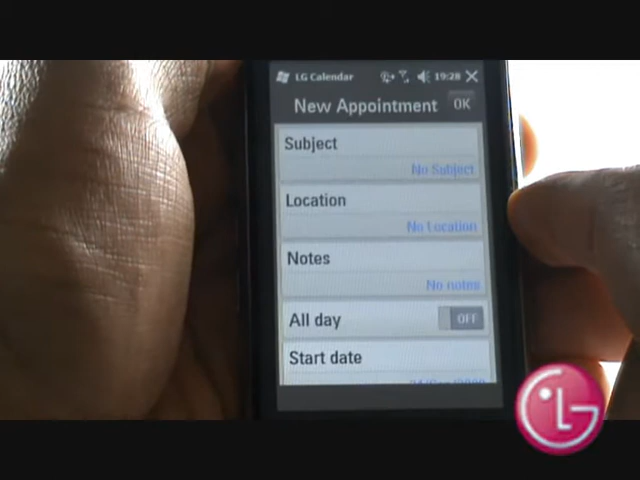 LG Calendar 19:28
New Appointment OK
Subject
No Subject
Location
No Location
Notes
No notes
All day OFF
Start date
LG